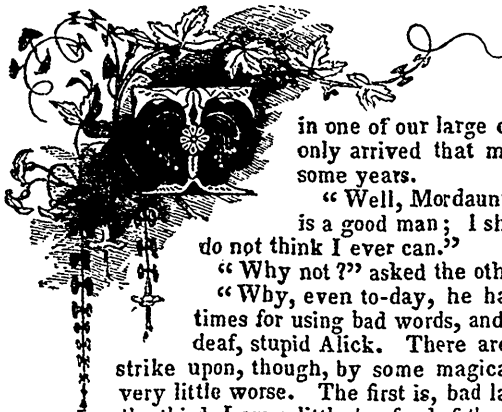 I
in one of our large
only arrived that
some years.
“ Well, Mordaun
is a good man; I sh
do not think I ever can.”
“ Why not?” asked the oth
“Why, even to-day, he ha
times for using bad words, and
deaf, stupid Alick. There are
strike upon, though, by some magica
very little worse. The first is, bad la